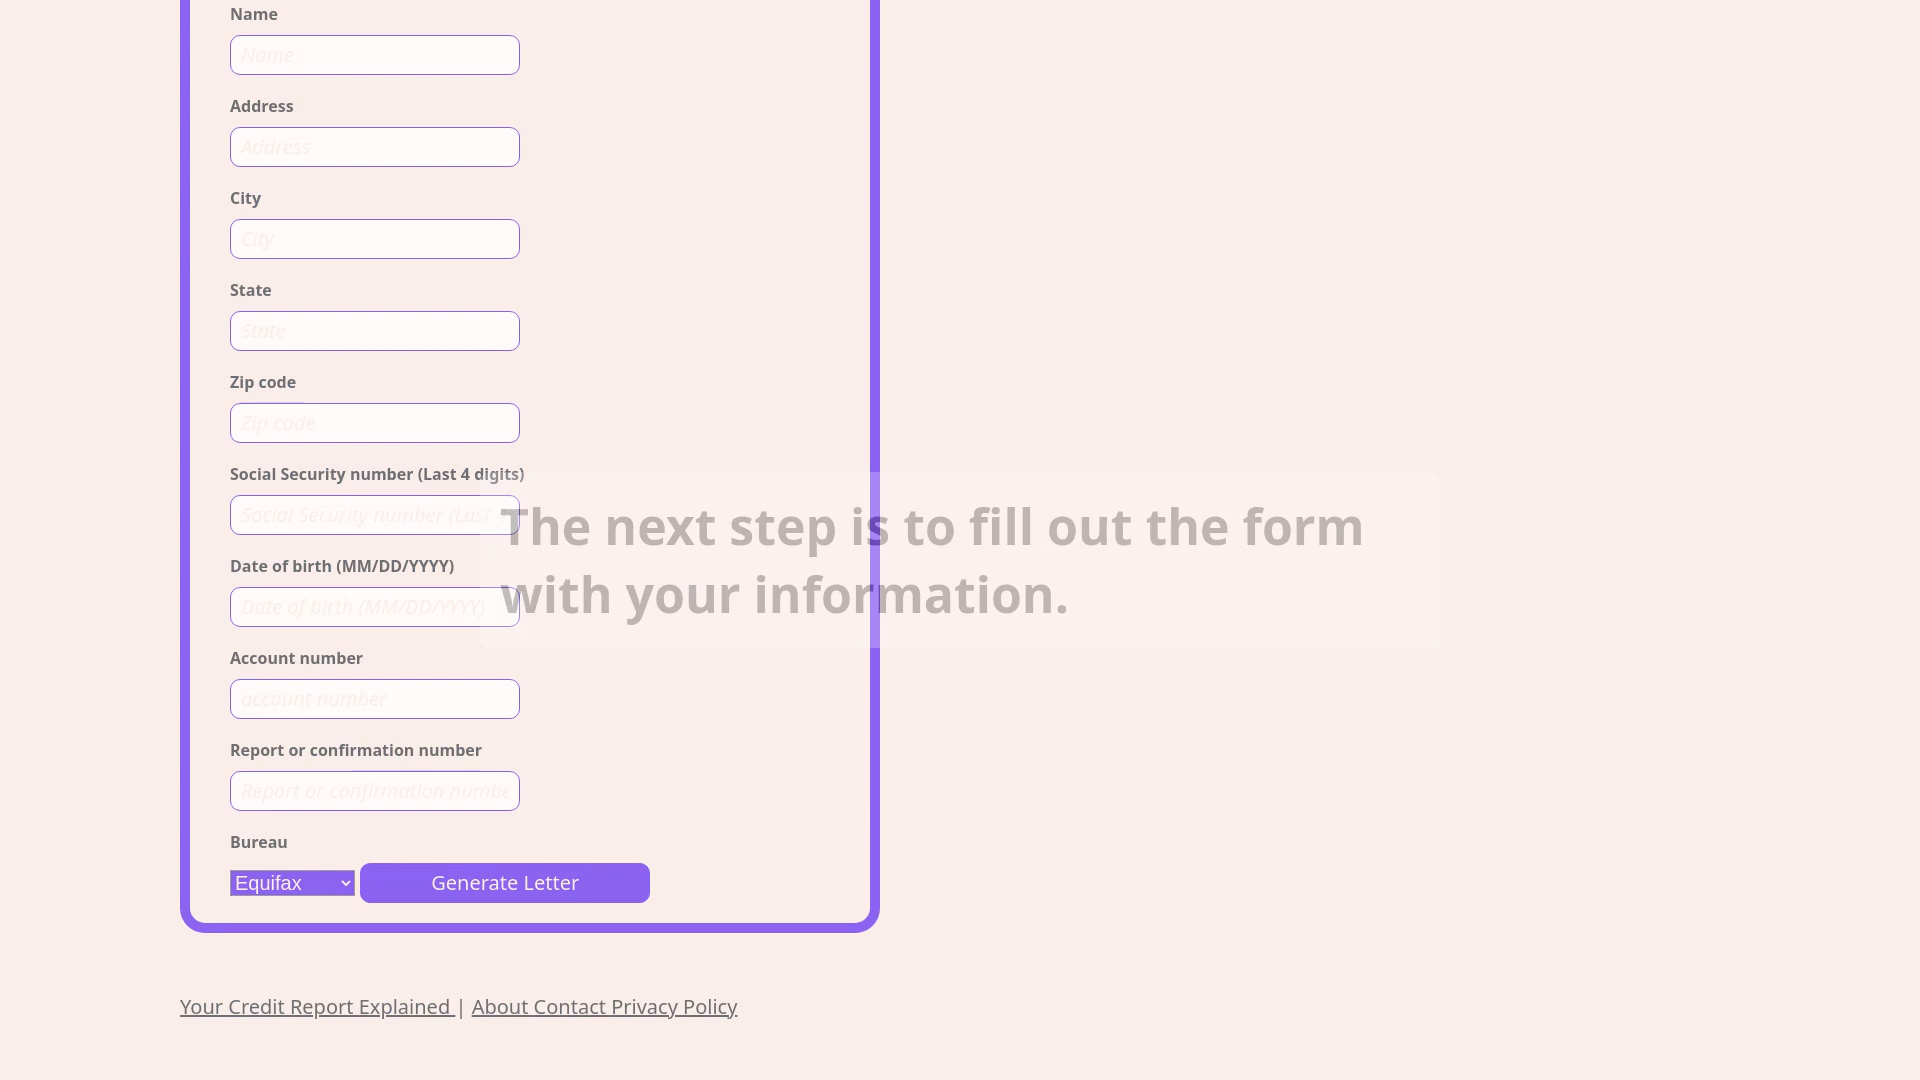 Name
Name
Address
Address
City
City
State
State
Zip code
Zip code
Social Security number (Last 4 digits)
Social Security number (Last
Date of birth (MM/DD/YYYY)
Date of birth (MM/DD/YYYY)
The next step is to fill out the form
with your information.
Account number
account number
Report or confirmation number
Report or confirmation numbe
Bureau
Equifax
Generate Letter
Your Credit Report Explained | About Contact Privacy Policy